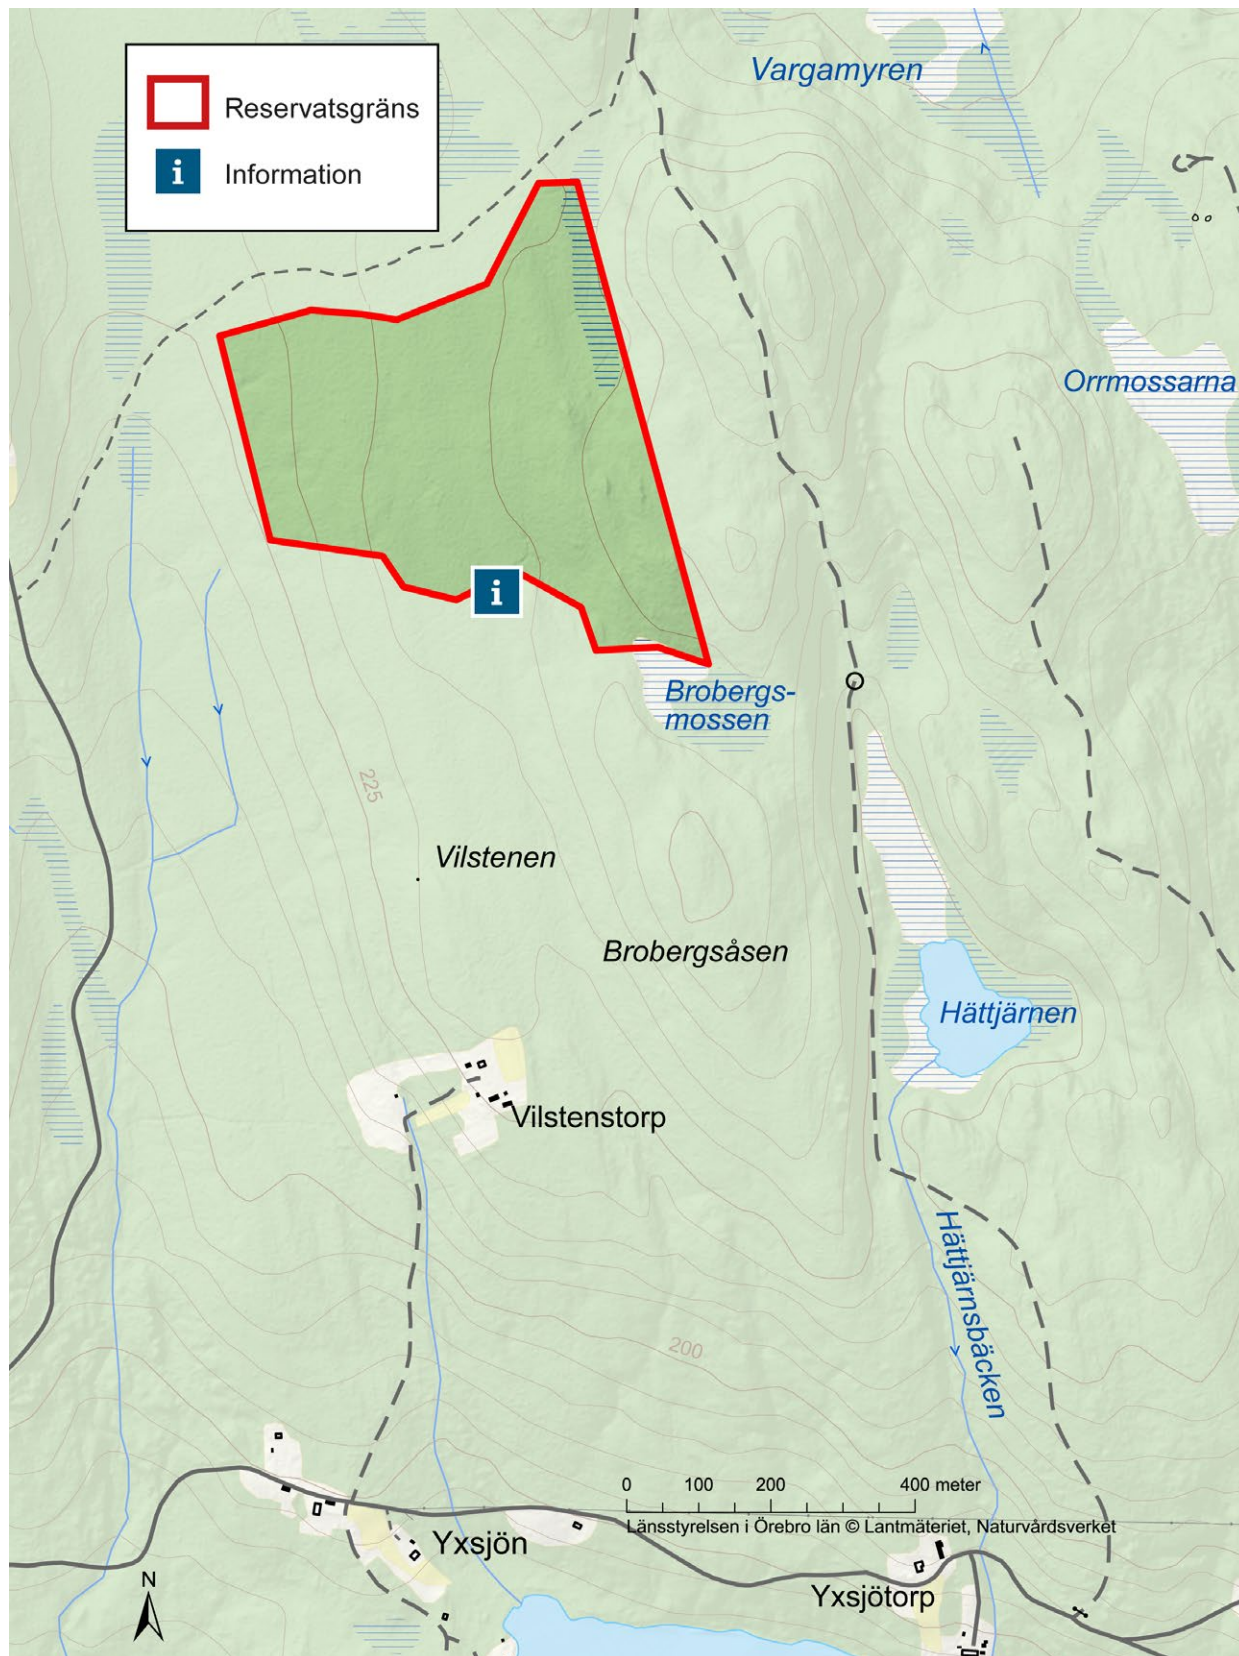 Vargamyren
Reservatsgräns
i
Information
Orrmossarna
i
Brobergs-
mossen
225
Vilstenen
Brobergsåsen
Hättjärnen
Vilstenstorp
Hättjärnsbäcken
200
0 100 200 400 meter
Länsstyrelsen i Örebro län © Lantmäteriet, Naturvårdsverket
Yxsjön
N
Yxsjötorp